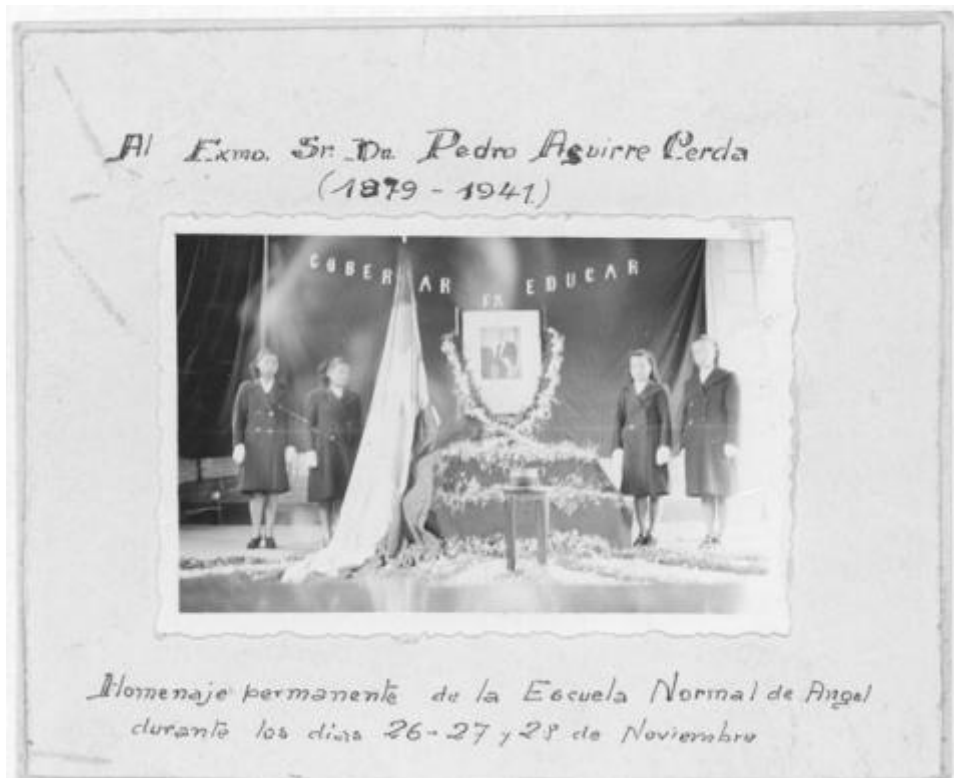 Al Exmo. Sr. Dn. Pedro Aguirre Cerda
(1879 - 1941)
GOBERNAR ES EDUCAR
Homenaje permanente de la Escuela Normal de Angol
durante los dias 26-27 y 28 de Noviembre